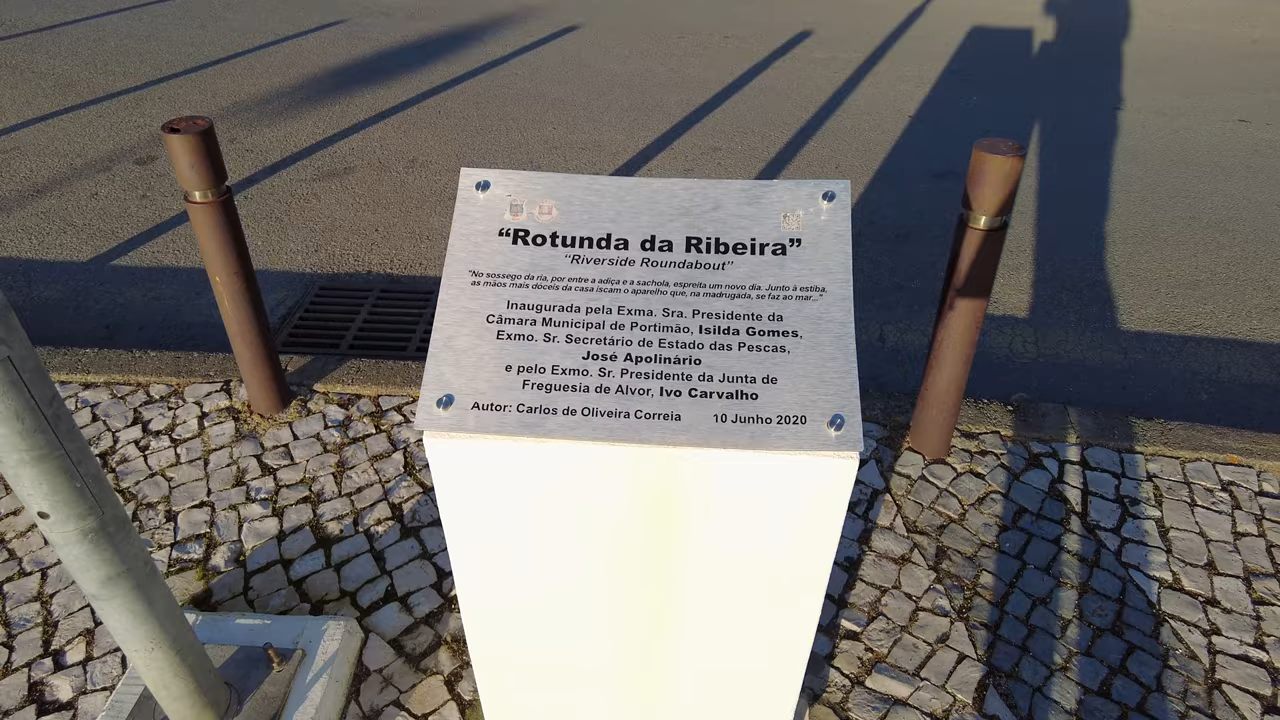 “Rotunda da Ribeira”
“Riverside Roundabout”
“No sossego da ria, por entre a adiça e a sachola, espreita um novo dia. Junto à estiba,
as mãos mais dóceis da casa iscam o aparelho que, na madrugada, se faz ao mar...”
Inaugurada pela Exma. Sra. Presidente da
Câmara Municipal de Portimão, Isilda Gomes,
Exmo. Sr. Secretário de Estado das Pescas,
José Apolinário
e pelo Exmo. Sr. Presidente da Junta de
Freguesia de Alvor, Ivo Carvalho
Autor: Carlos de Oliveira Correia 10 Junho 2020